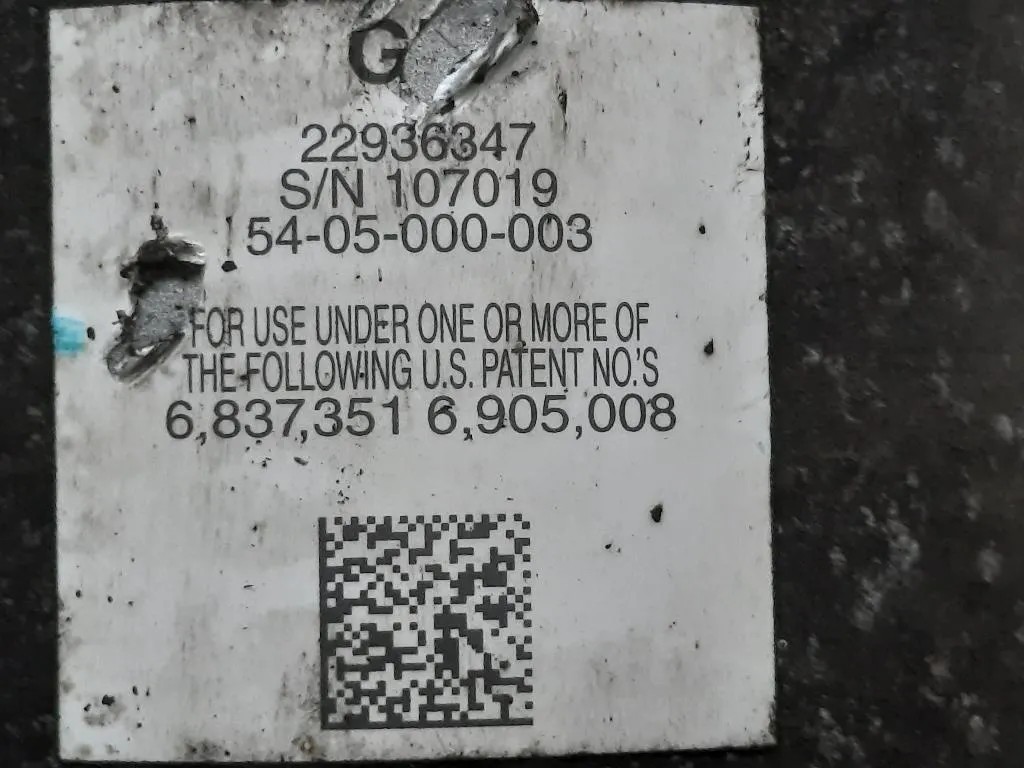 G
22936347
S/N 107019
54-05-000-003
FOR USE UNDER ONE OR MORE OF
THE FOLLOWING U.S. PATENT NO.'S
6,837,351 6,905,008